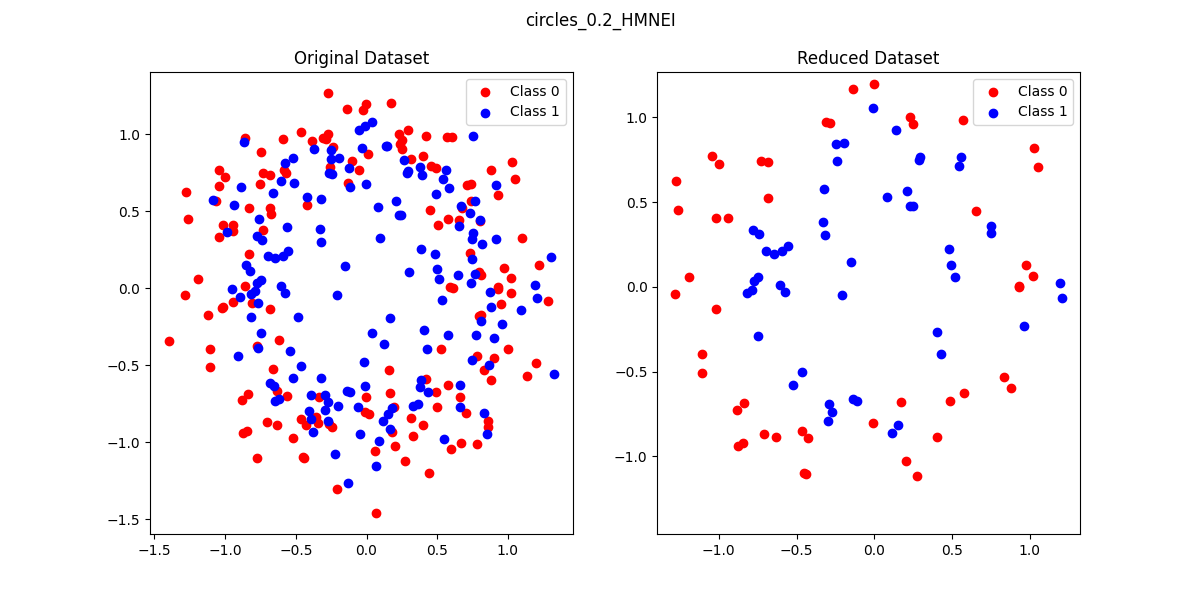 circles_0.2_HMNEI
Original Dataset
Reduced Dataset
Class 0
Class 1
Class 0
Class 1
1.0
0.5
0.0
−0.5
−1.0
−1.5
1.0
0.5
0.0
−0.5
−1.0
−1.5 −1.0 −0.5 0.0 0.5 1.0
−1.0 −0.5 0.0 0.5 1.0